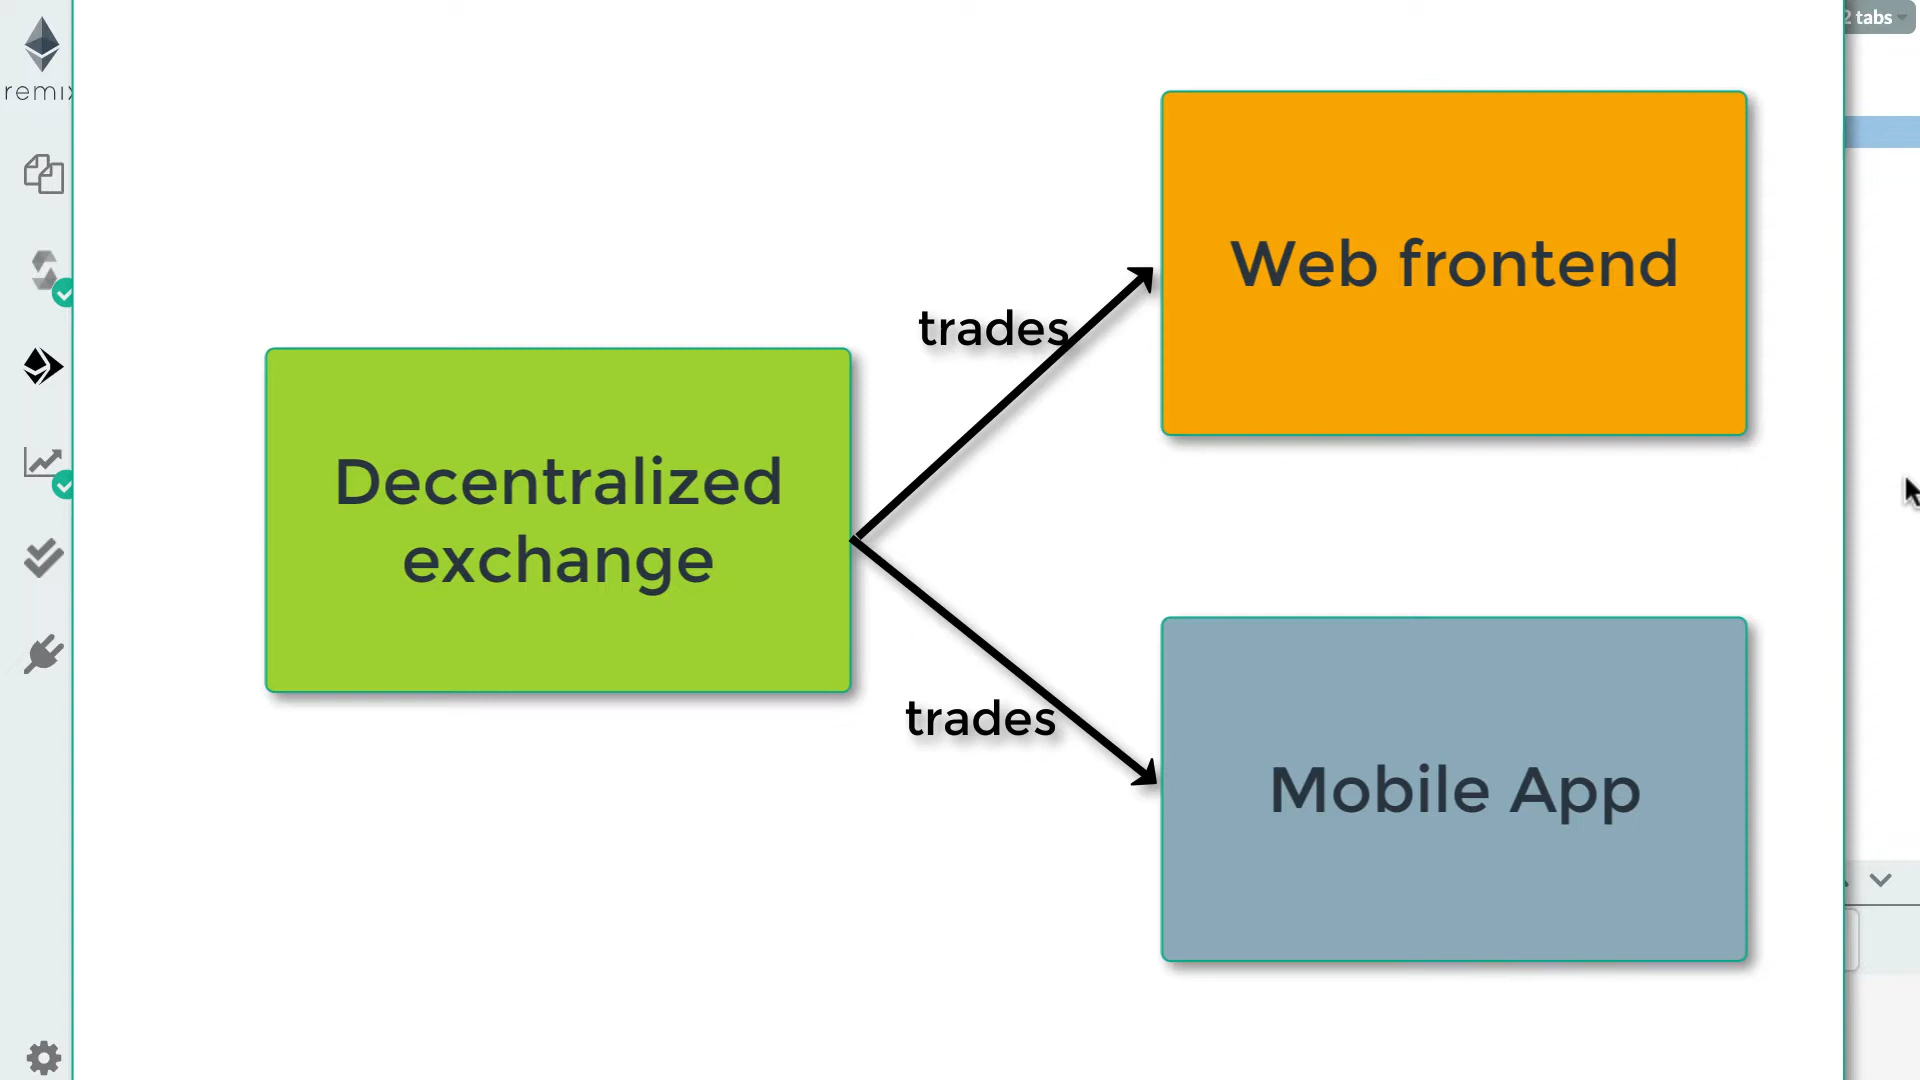 remix
2 tabs
Web frontend
trades
Decentralized
exchange
trades
Mobile App